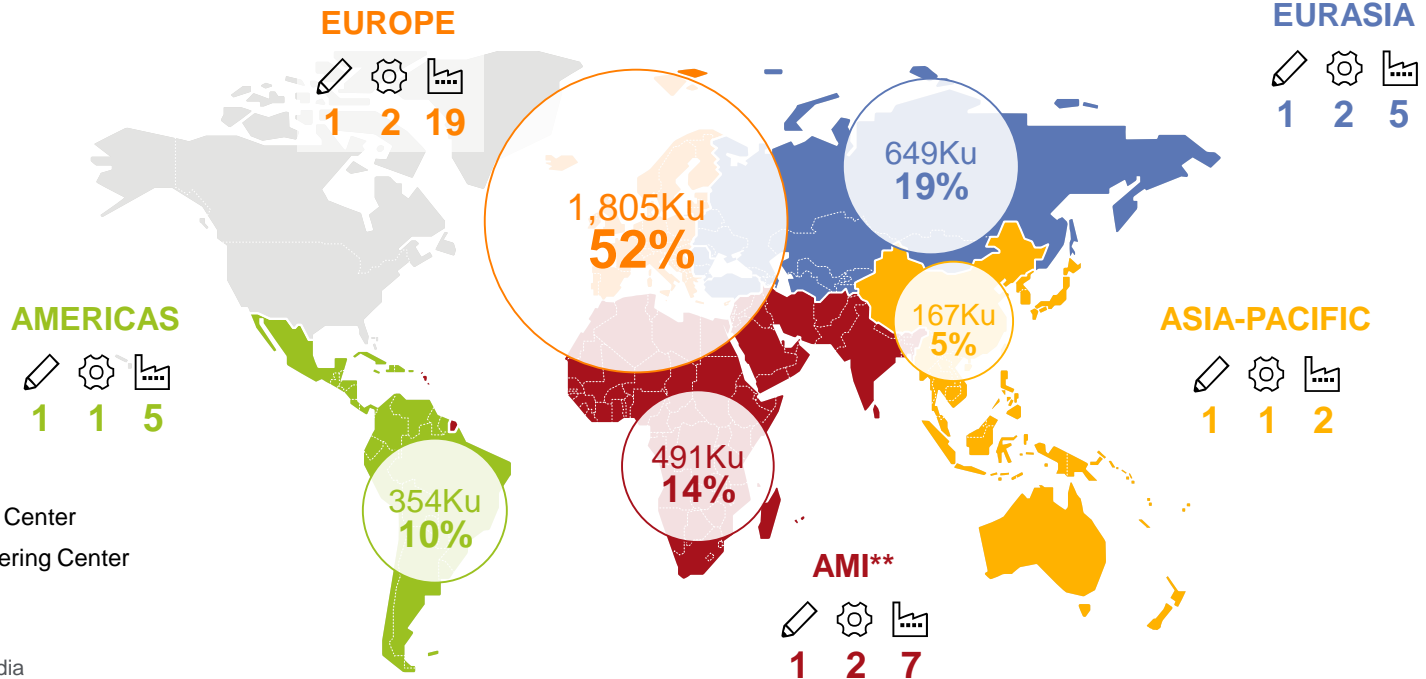 EUROPE
1 2 19
EURASIA
1 2 5
1,805Ku
52%
649Ku
19%
AMERICAS
1 1 5
167Ku
5%
ASIA-PACIFIC
1 1 2
354Ku
10%
491Ku
14%
Center
ering Center
AMI**
1 2 7
dia